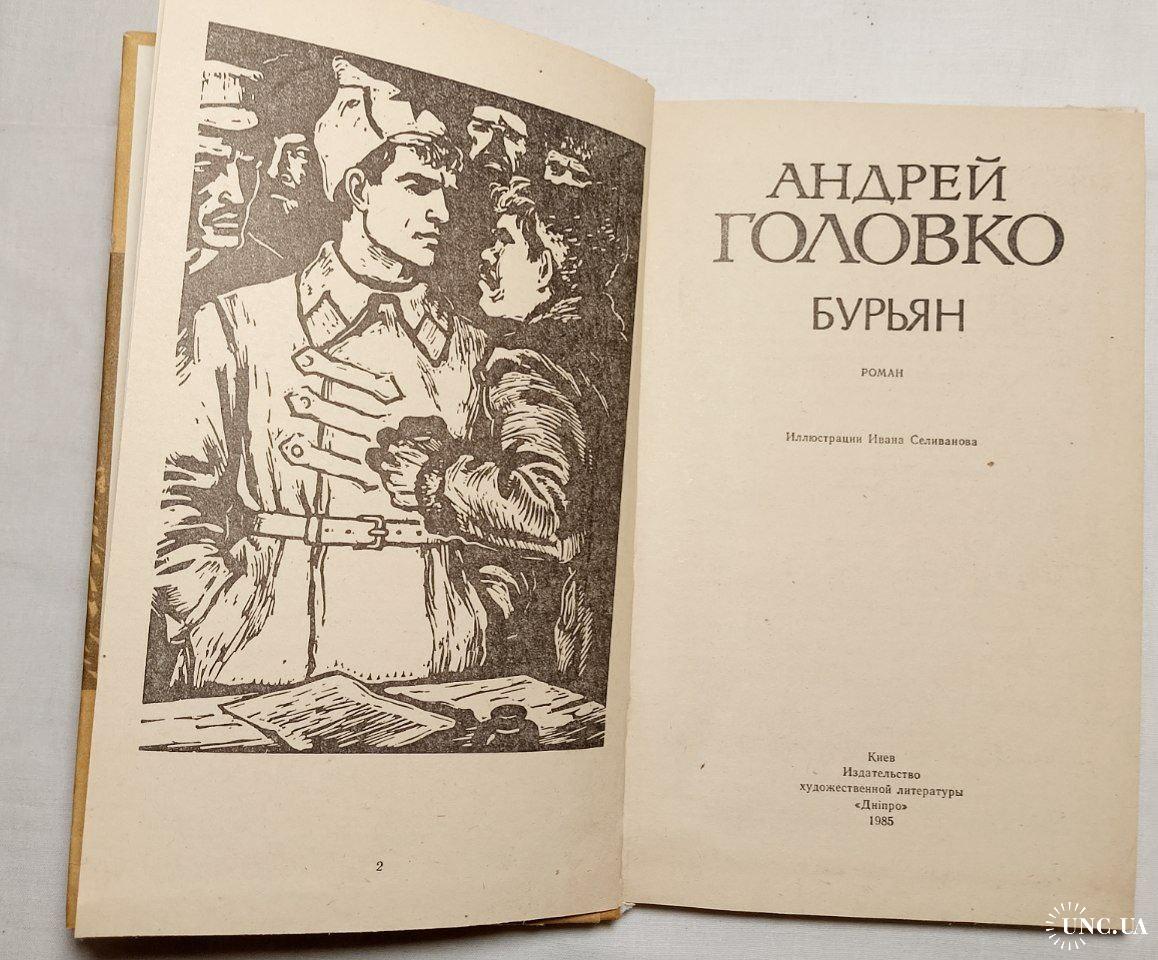 2
АНДРЕЙ
ГОЛОВКО
БУРЬЯН
РОМАН
Иллюстрации Ивана Селиванова
Киев
Издательство
художественной литературы
«Дніпро»
1985
UNC.UA